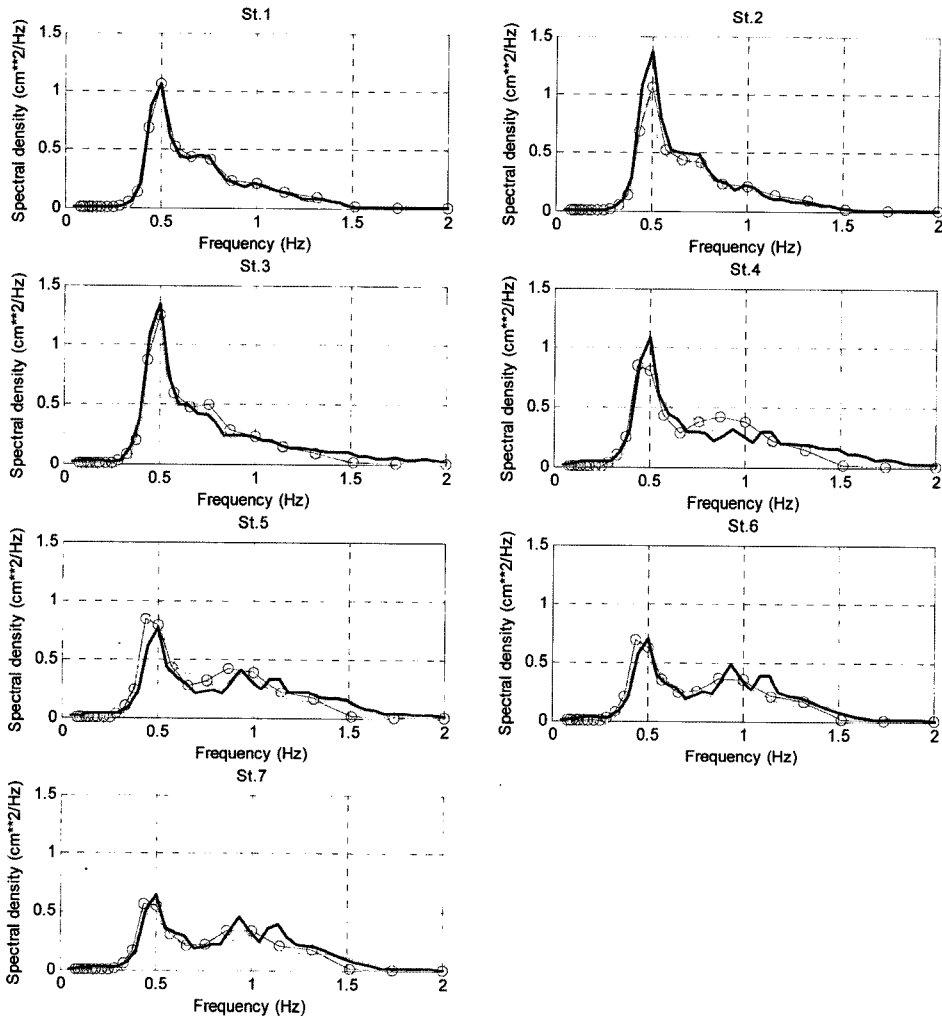 St.1
Spectral density (cm**2/Hz)
1.5
1
0.5
0
0 0.5 1 1.5 2
Frequency (Hz)
St.2
Spectral density (cm**2/Hz)
1.5
1
0.5
0
0 0.5 1 1.5 2
Frequency (Hz)
St.3
Spectral density (cm**2/Hz)
1.5
1
0.5
0
0 0.5 1 1.5 2
Frequency (Hz)
St.4
Spectral density (cm**2/Hz)
1.5
1
0.5
0
0 0.5 1 1.5 2
Frequency (Hz)
St.5
Spectral density (cm**2/Hz)
1.5
1
0.5
0
0 0.5 1 1.5 2
Frequency (Hz)
St.6
Spectral density (cm**2/Hz)
1.5
1
0.5
0
0 0.5 1 1.5 2
Frequency (Hz)
St.7
Spectral density (cm**2/Hz)
1.5
1
0.5
0
0 0.5 1 1.5 2
Frequency (Hz)